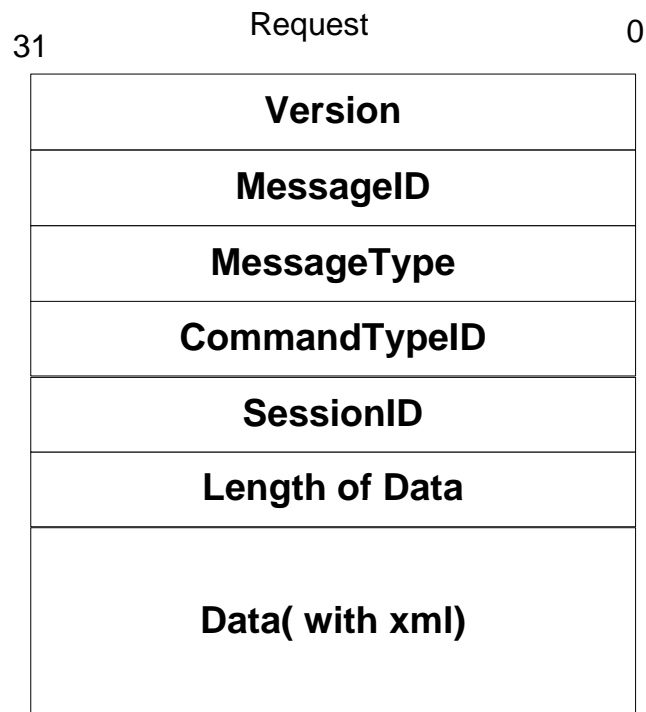 Request
31
0
Version
MessageID
MessageType
CommandTypeID
SessionID
Length of Data
Data( with xml)